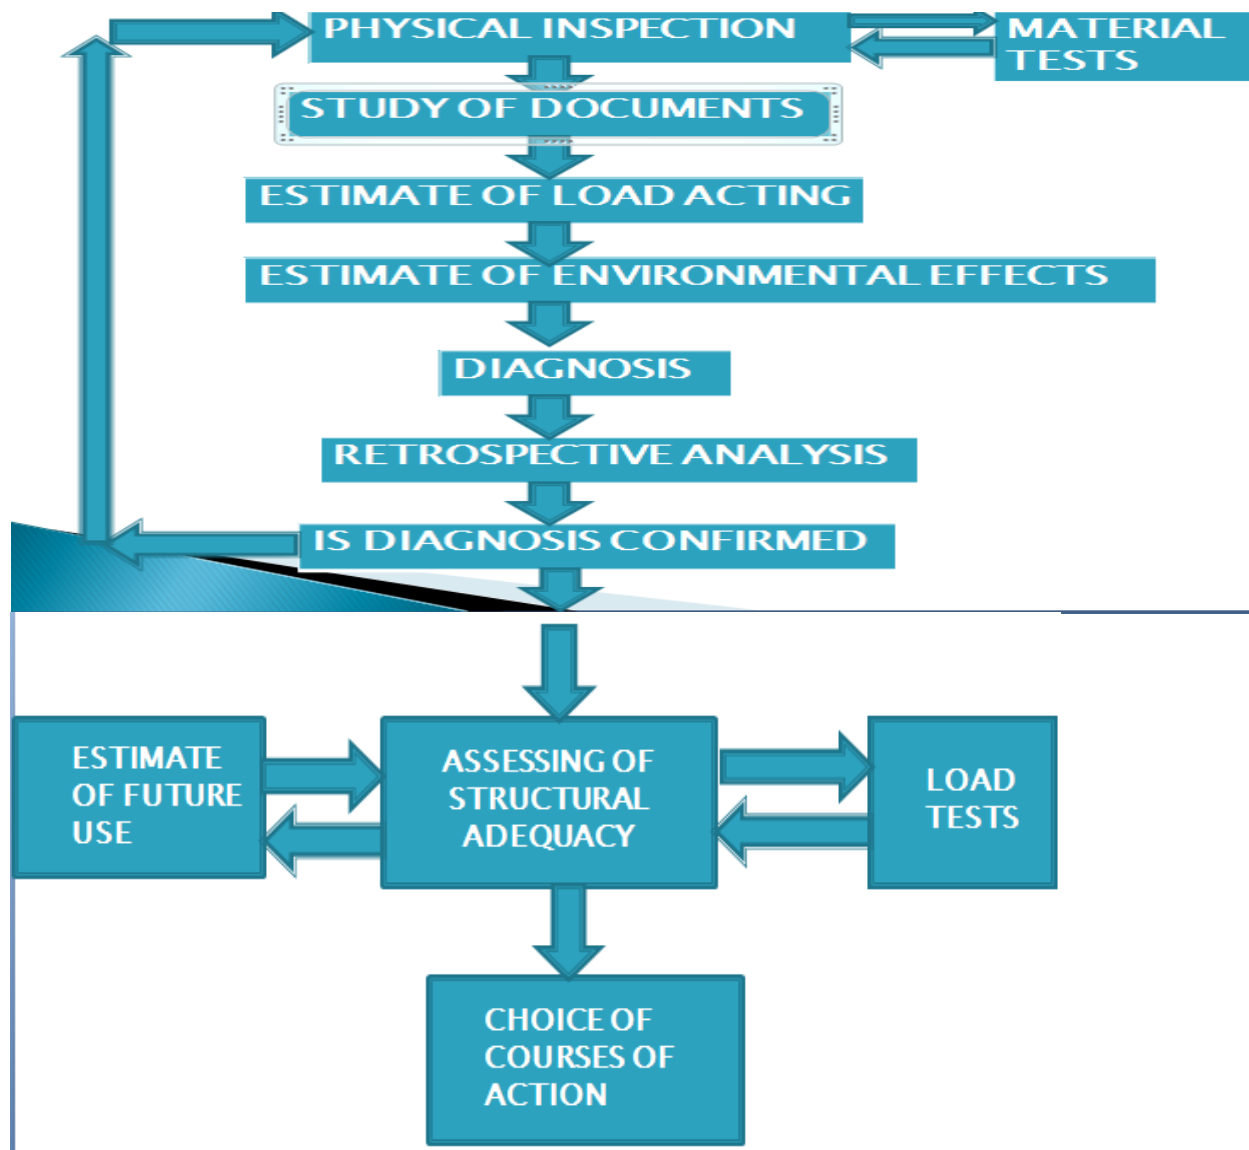 PHYSICAL INSPECTION
MATERIAL
TESTS
STUDY OF DOCUMENTS
ESTIMATE OF LOAD ACTING
ESTIMATE OF ENVIRONMENTAL EFFECTS
DIAGNOSIS
RETROSPECTIVE ANALYSIS
IS DIAGNOSIS CONFIRMED
ESTIMATE
OF FUTURE
USE
ASSESSING OF
STRUCTURAL
ADEQUACY
LOAD
TESTS
CHOICE OF
COURSES OF
ACTION